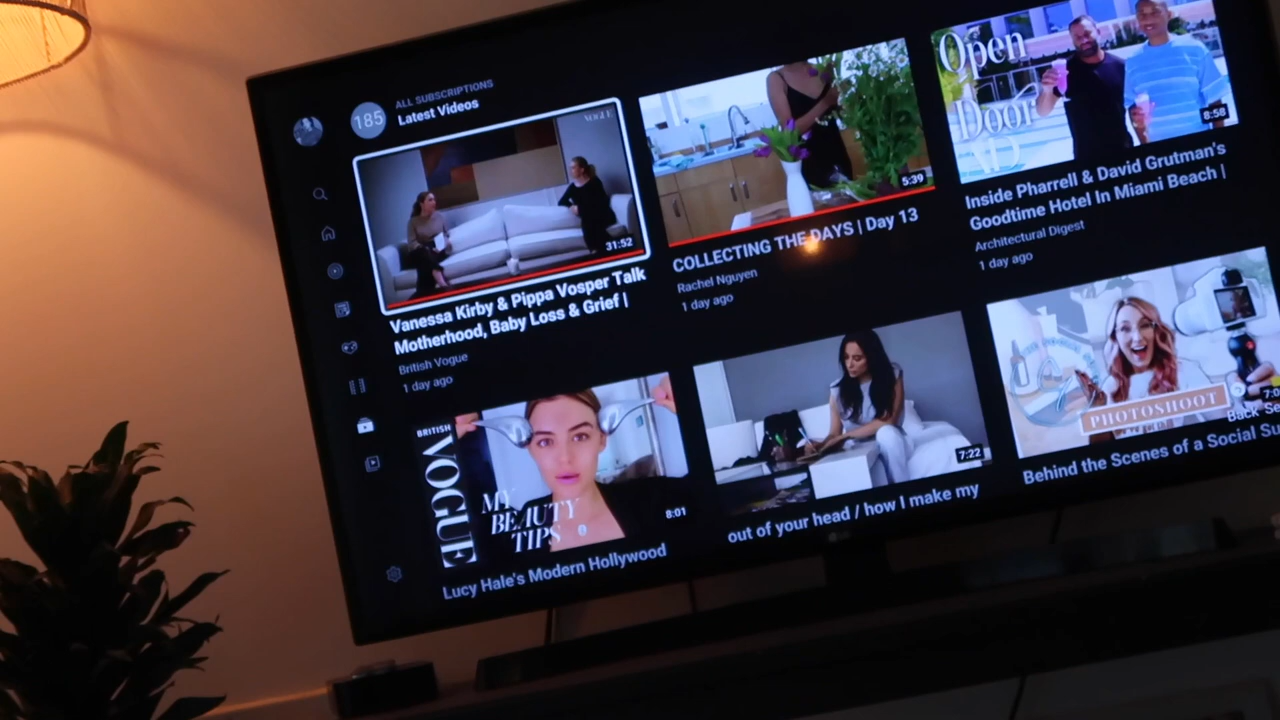 ALL SUBSCRIPTIONS
185
Latest Videos
VOGUE
31:52
Vanessa Kirby & Pippa Vosper Talk
Motherhood, Baby Loss & Grief |
British Vogue
1 day ago
5:39
COLLECTING THE DAYS | Day 13
Rachel Nguyen
1 day ago
Open
Door
8:58
Inside Pharrell & David Grutman's
Goodtime Hotel In Miami Beach |
Architectural Digest
1 day ago
BRITISH
VOGUE
MY
BEAUTY
TIPS
8:01
Lucy Hale's Modern Hollywood
7:22
out of your head / how I make my
PHOTOSHOOT
Behind the Scenes of a Social Su